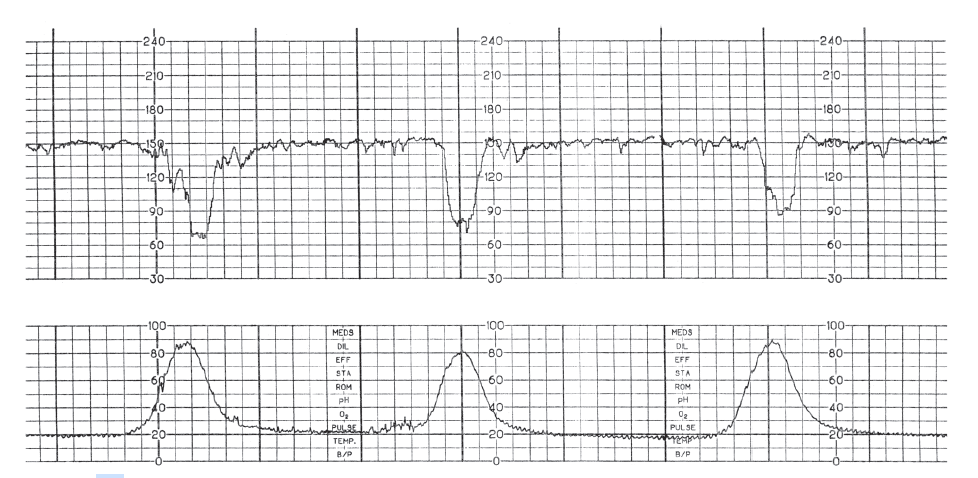 240 240 240
210 210 210
180 180 180
150 150 150
120 120 120
90 90 90
60 60 60
30 30 30
100 MEDS 100 MEDS 100
DIL DIL
80 EFF 80 EFF 80
STA STA
60 ROM 60 ROM 60
pH pH
40 O₂ 40 O₂ 40
PULSE PULSE
20 TEMP. 20 TEMP 20
0 B/P 0 B/P 0